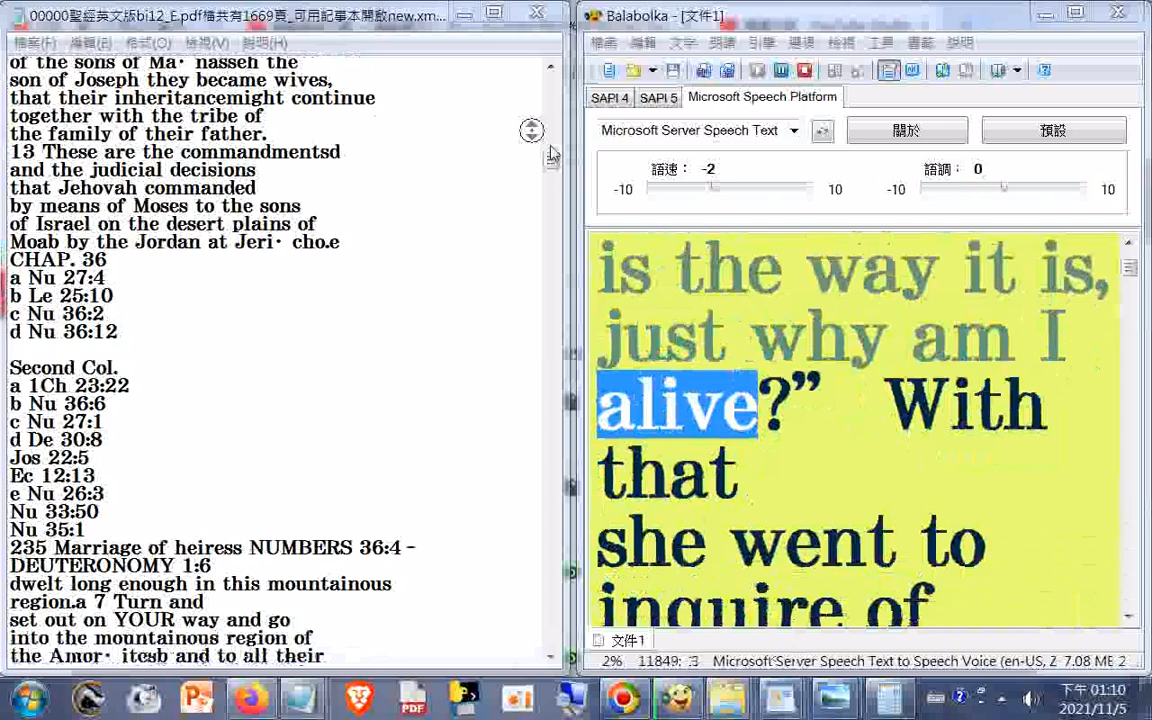 00000聖經英文版bi12_E.pdf檔共有1669頁_可用記事本開啟new.xm...
檔案(F) 編輯(E) 格式(O) 檢視(V) 說明(H)
of the sons of Ma· nasseh the
son of Joseph they became wives,
that their inheritancemight continue
together with the tribe of
the family of their father.
13 These are the commandmentsd
and the judicial decisions
that Jehovah commanded
by means of Moses to the sons
of Israel on the desert plains of
Moab by the Jordan at Jeri· cho.e
CHAP. 36
a Nu 27:4
b Le 25:10
c Nu 36:2
d Nu 36:12
Second Col.
a 1Ch 23:22
b Nu 36:6
c Nu 27:1
d De 30:8
Jos 22:5
Ec 12:13
e Nu 26:3
Nu 33:50
Nu 35:1
235 Marriage of heiress NUMBERS 36:4 -
DEUTERONOMY 1:6
dwelt long enough in this mountainous
region.a 7 Turn and
set out on YOUR way and go
into the mountainous region of
the Amor· itesb and to all their
Balabolka - [文件1]
檔案 編輯 文字 朗讀 引擎 選項 檢視 工具 書籤 說明
SAPI 4 SAPI 5 Microsoft Speech Platform
Microsoft Server Speech Text 關於 預設
語速： -2 語調： 0
-10 10 -10 10
is the way it is,
just why am I
alive?” With
that
she went to
inquire of
文件1
2% Microsoft Server Speech Text to Speech Voice (en-US, Z 7.08 MB 2
PDF
下午 01:10
2021/11/5